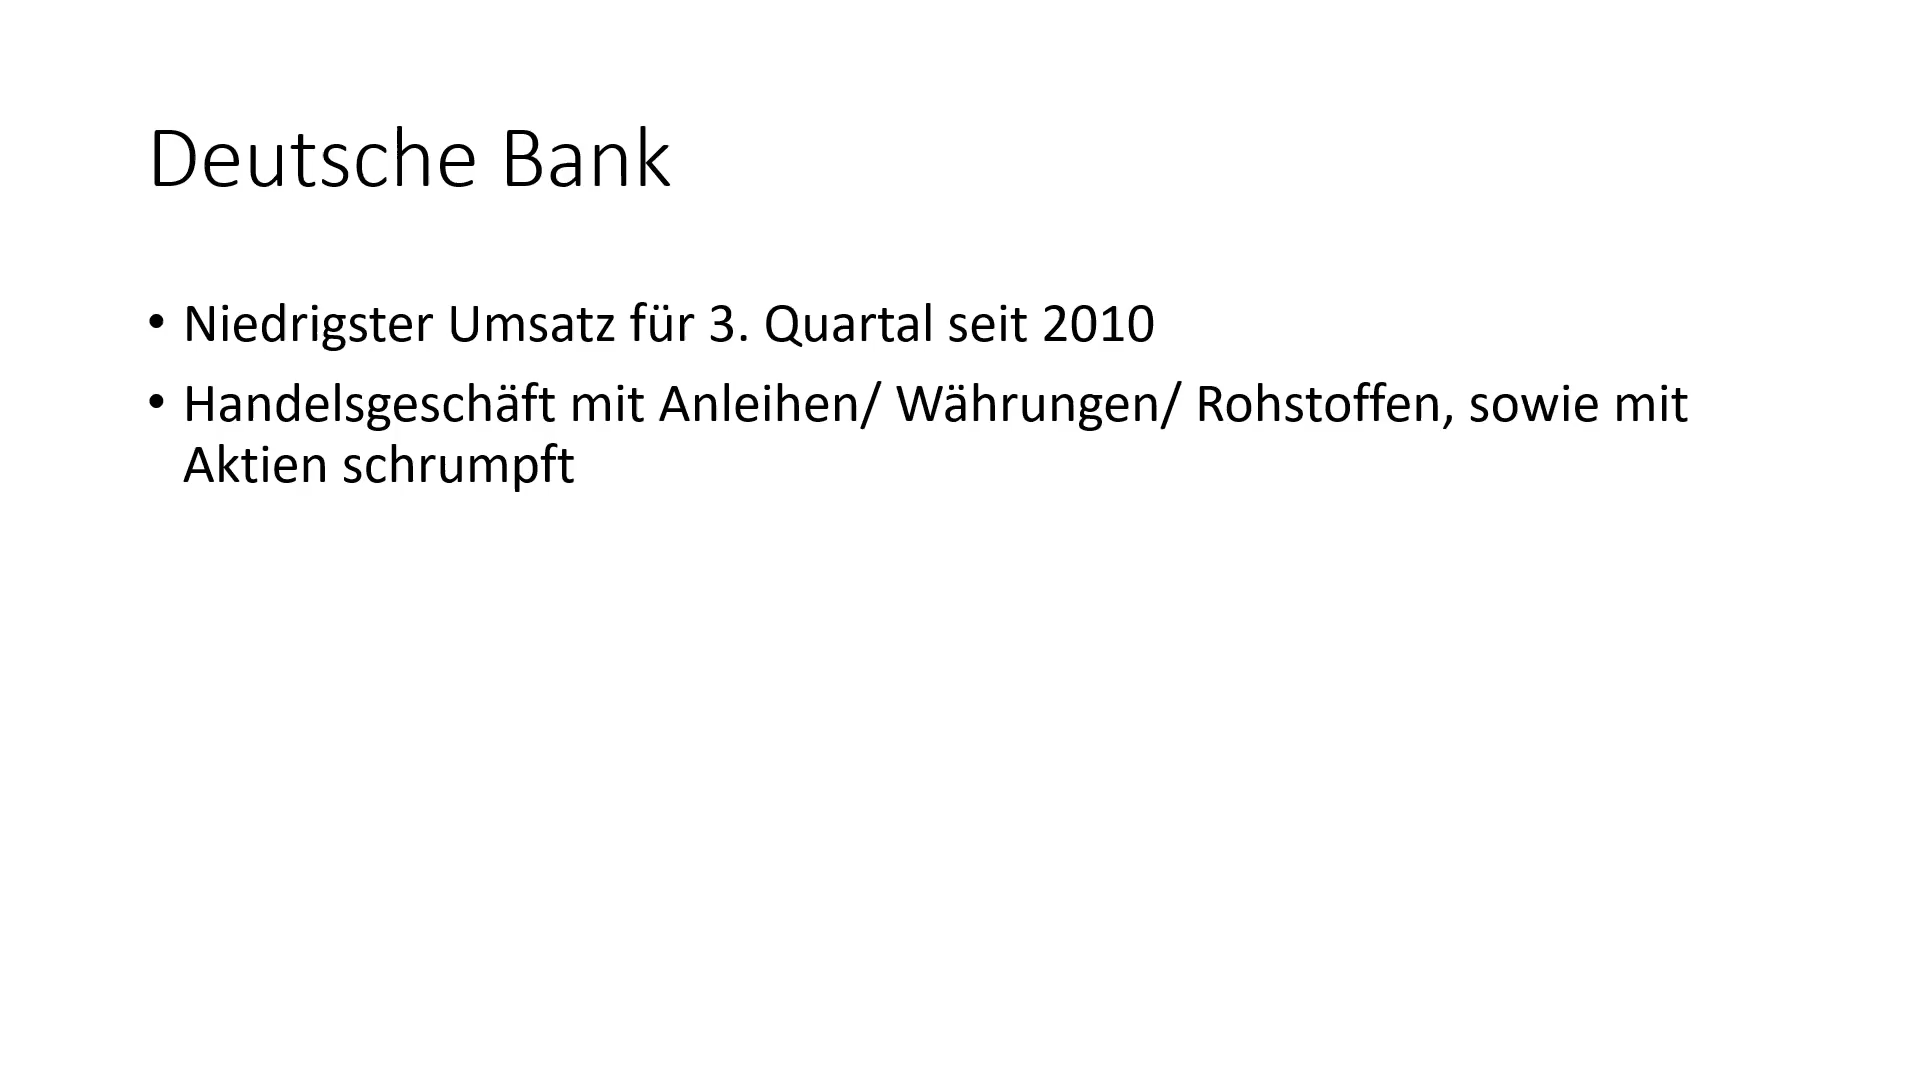 Deutsche Bank
• Niedrigster Umsatz für 3. Quartal seit 2010
• Handelsgeschäft mit Anleihen/ Währungen/ Rohstoffen, sowie mit
Aktien schrumpft